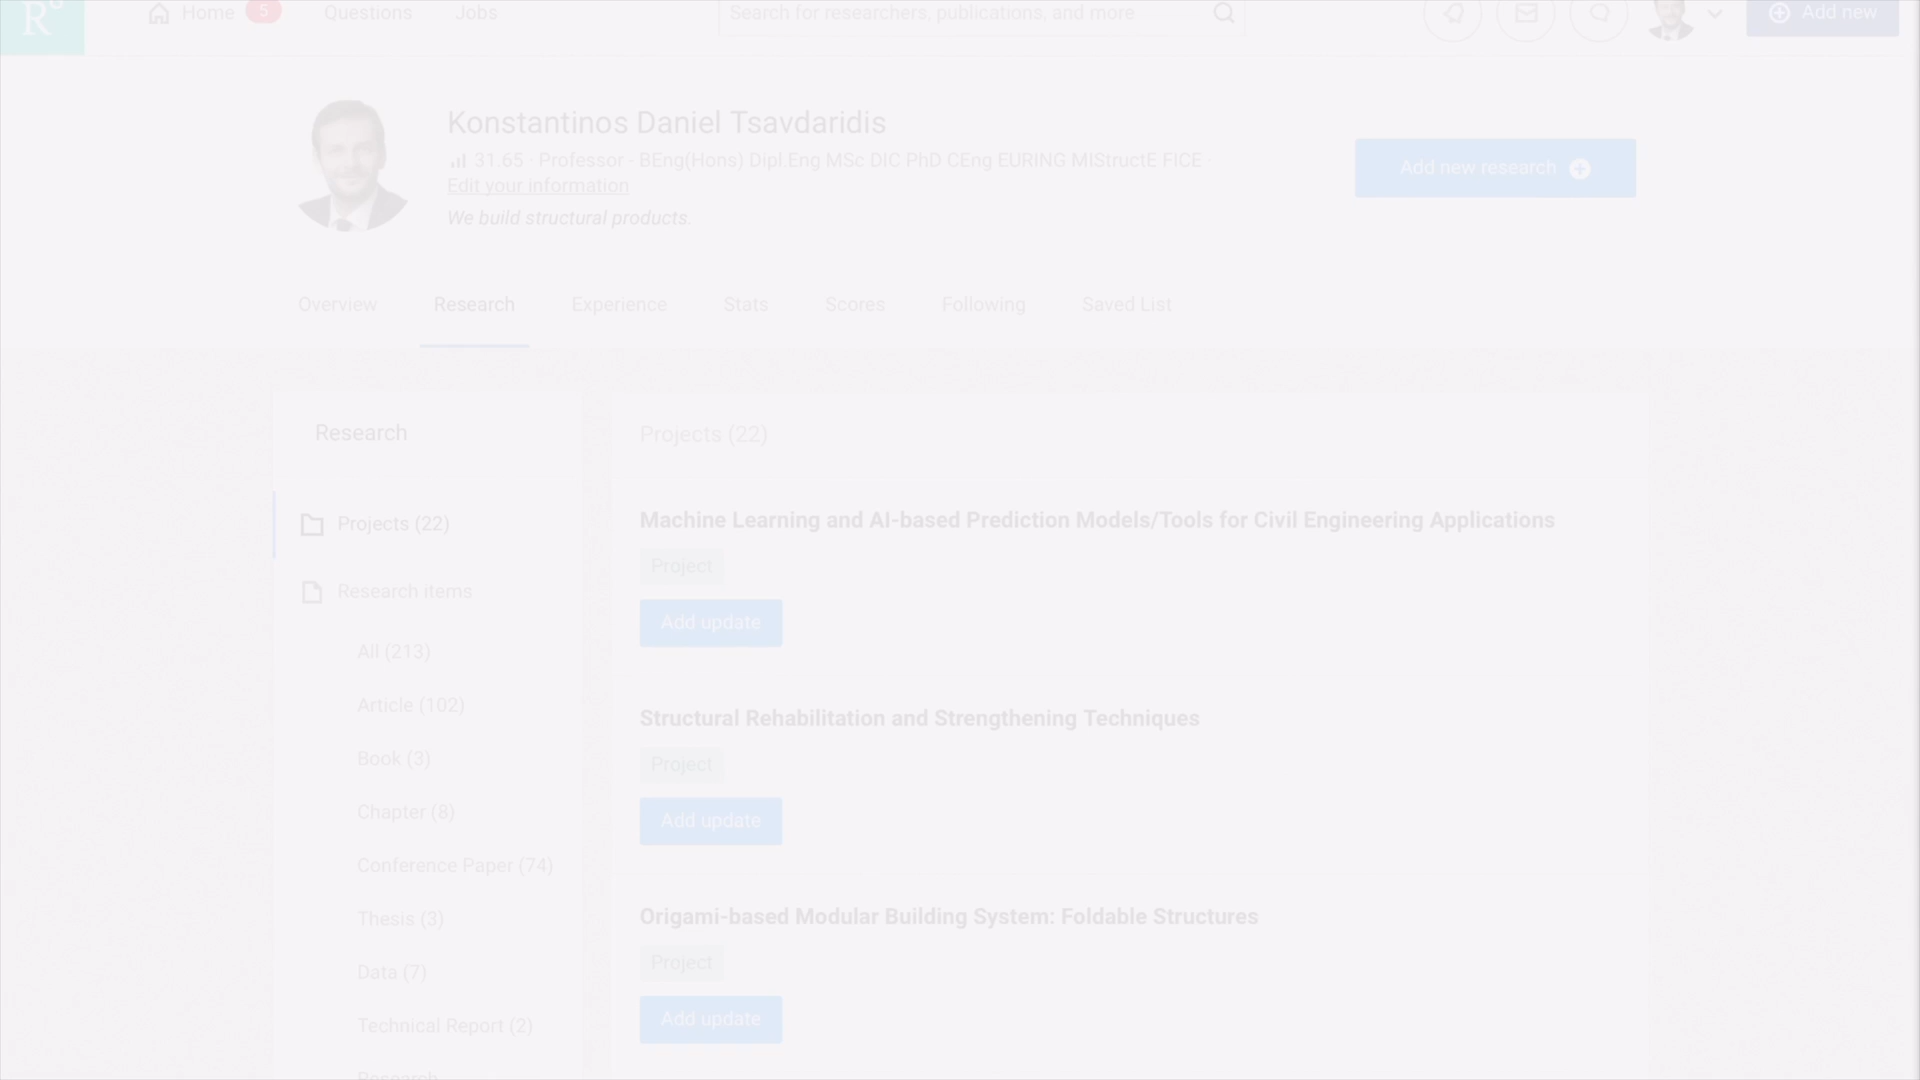 RG
Home 5 Questions Jobs Search for researchers, publications, and more Add new
Konstantinos Daniel Tsavdaridis
31.65 · Professor - BEng(Hons) Dipl.Eng MSc DIC PhD CEng EURING MIStructE FICE ·
Edit your information
We build structural products.
Add new research
Overview Research Experience Stats Scores Following Saved List
Research
Projects (22)
Research items
All (213)
Article (102)
Book (3)
Chapter (8)
Conference Paper (74)
Thesis (3)
Data (7)
Technical Report (2)
Research
Projects (22)
Machine Learning and AI-based Prediction Models/Tools for Civil Engineering Applications
Project
Add update
Structural Rehabilitation and Strengthening Techniques
Project
Add update
Origami-based Modular Building System: Foldable Structures
Project
Add update